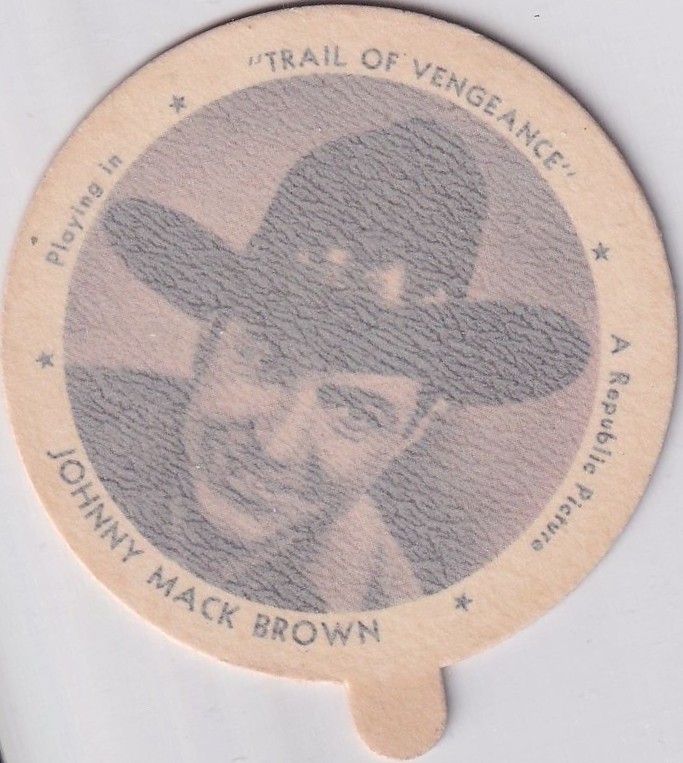 Playing in
"TRAIL OF VENGEANCE"
A Republic Picture
JOHNNY MACK BROWN